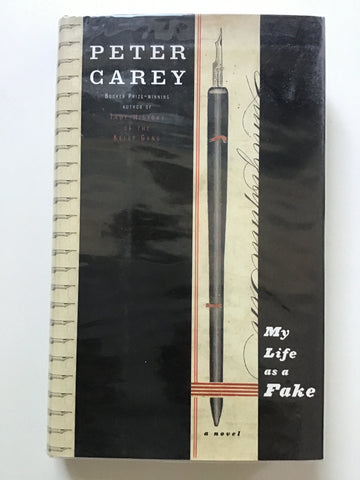 PETER
CAREY
BOOKER PRIZE-WINNING
AUTHOR OF
TRUE HISTORY
OF THE
KELLY GANG
My
Life
as a
Fake
a novel